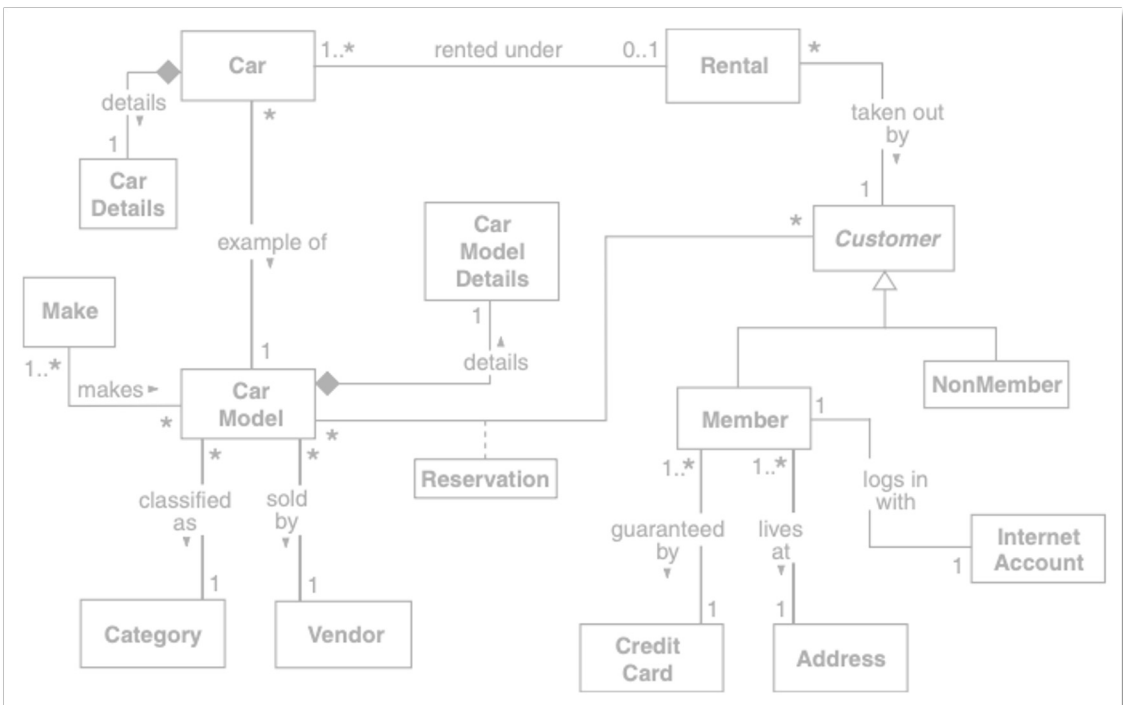 Car
1..*
rented under
0..1
Rental
*
details
1
Car
Details
*
taken out
by
1
Car
Model
Details
1
*
Customer
example of
Make
1..*
makes
*
1
Car
Model
details
*
Reservation
NonMember
Member
1
*
classified
as
1
*
sold
by
1
1..*
guaranteed
by
1
1..*
lives
at
1
logs in
with
1
Internet
Account
Category
Vendor
Credit
Card
Address